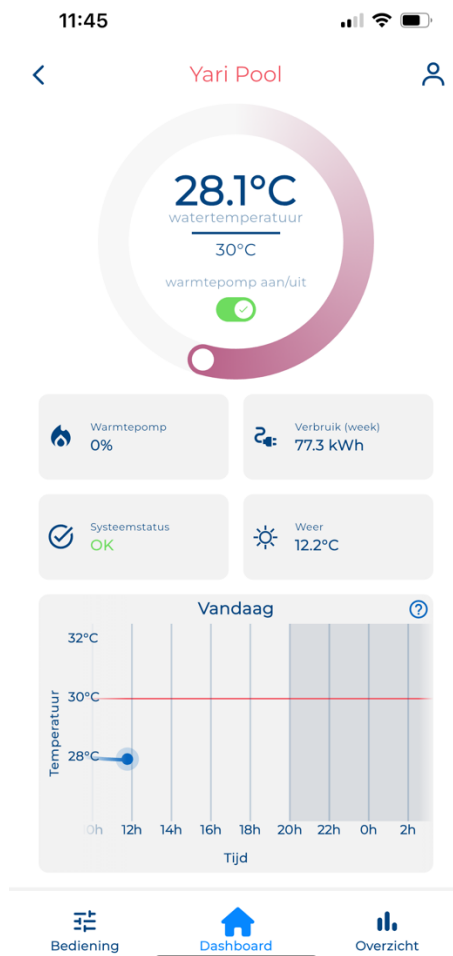 11:45
Yari Pool
28.1°C
watertemperatuur
30°C
warmtepomp aan/uit
Warmtepomp
0%
Verbruik (week)
77.3 kWh
Systeemstatus
OK
Weer
12.2°C
Vandaag
?
32°C
30°C
28°C
Temperatuur
0h 12h 14h 16h 18h 20h 22h 0h 2h
Tijd
Bediening
Dashboard
Overzicht